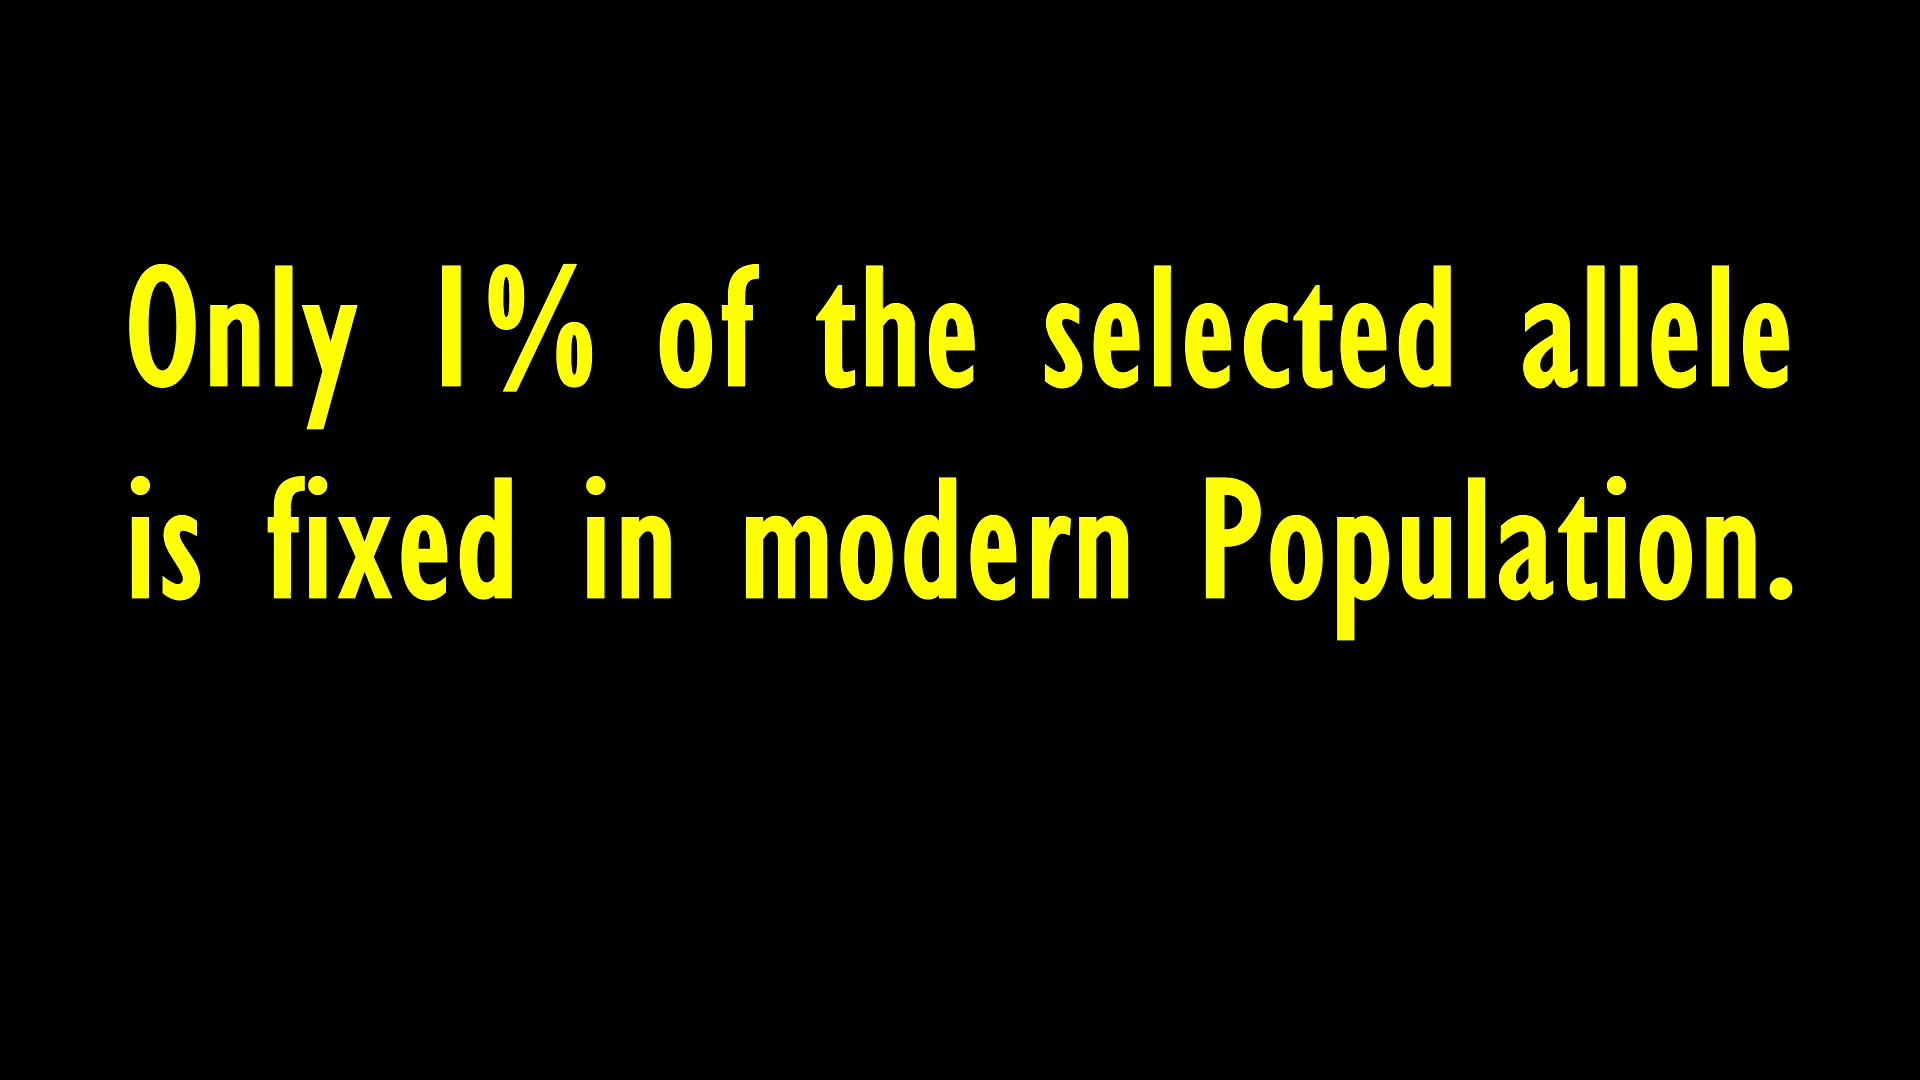 Only 1% of the selected allele
is fixed in modern Population.